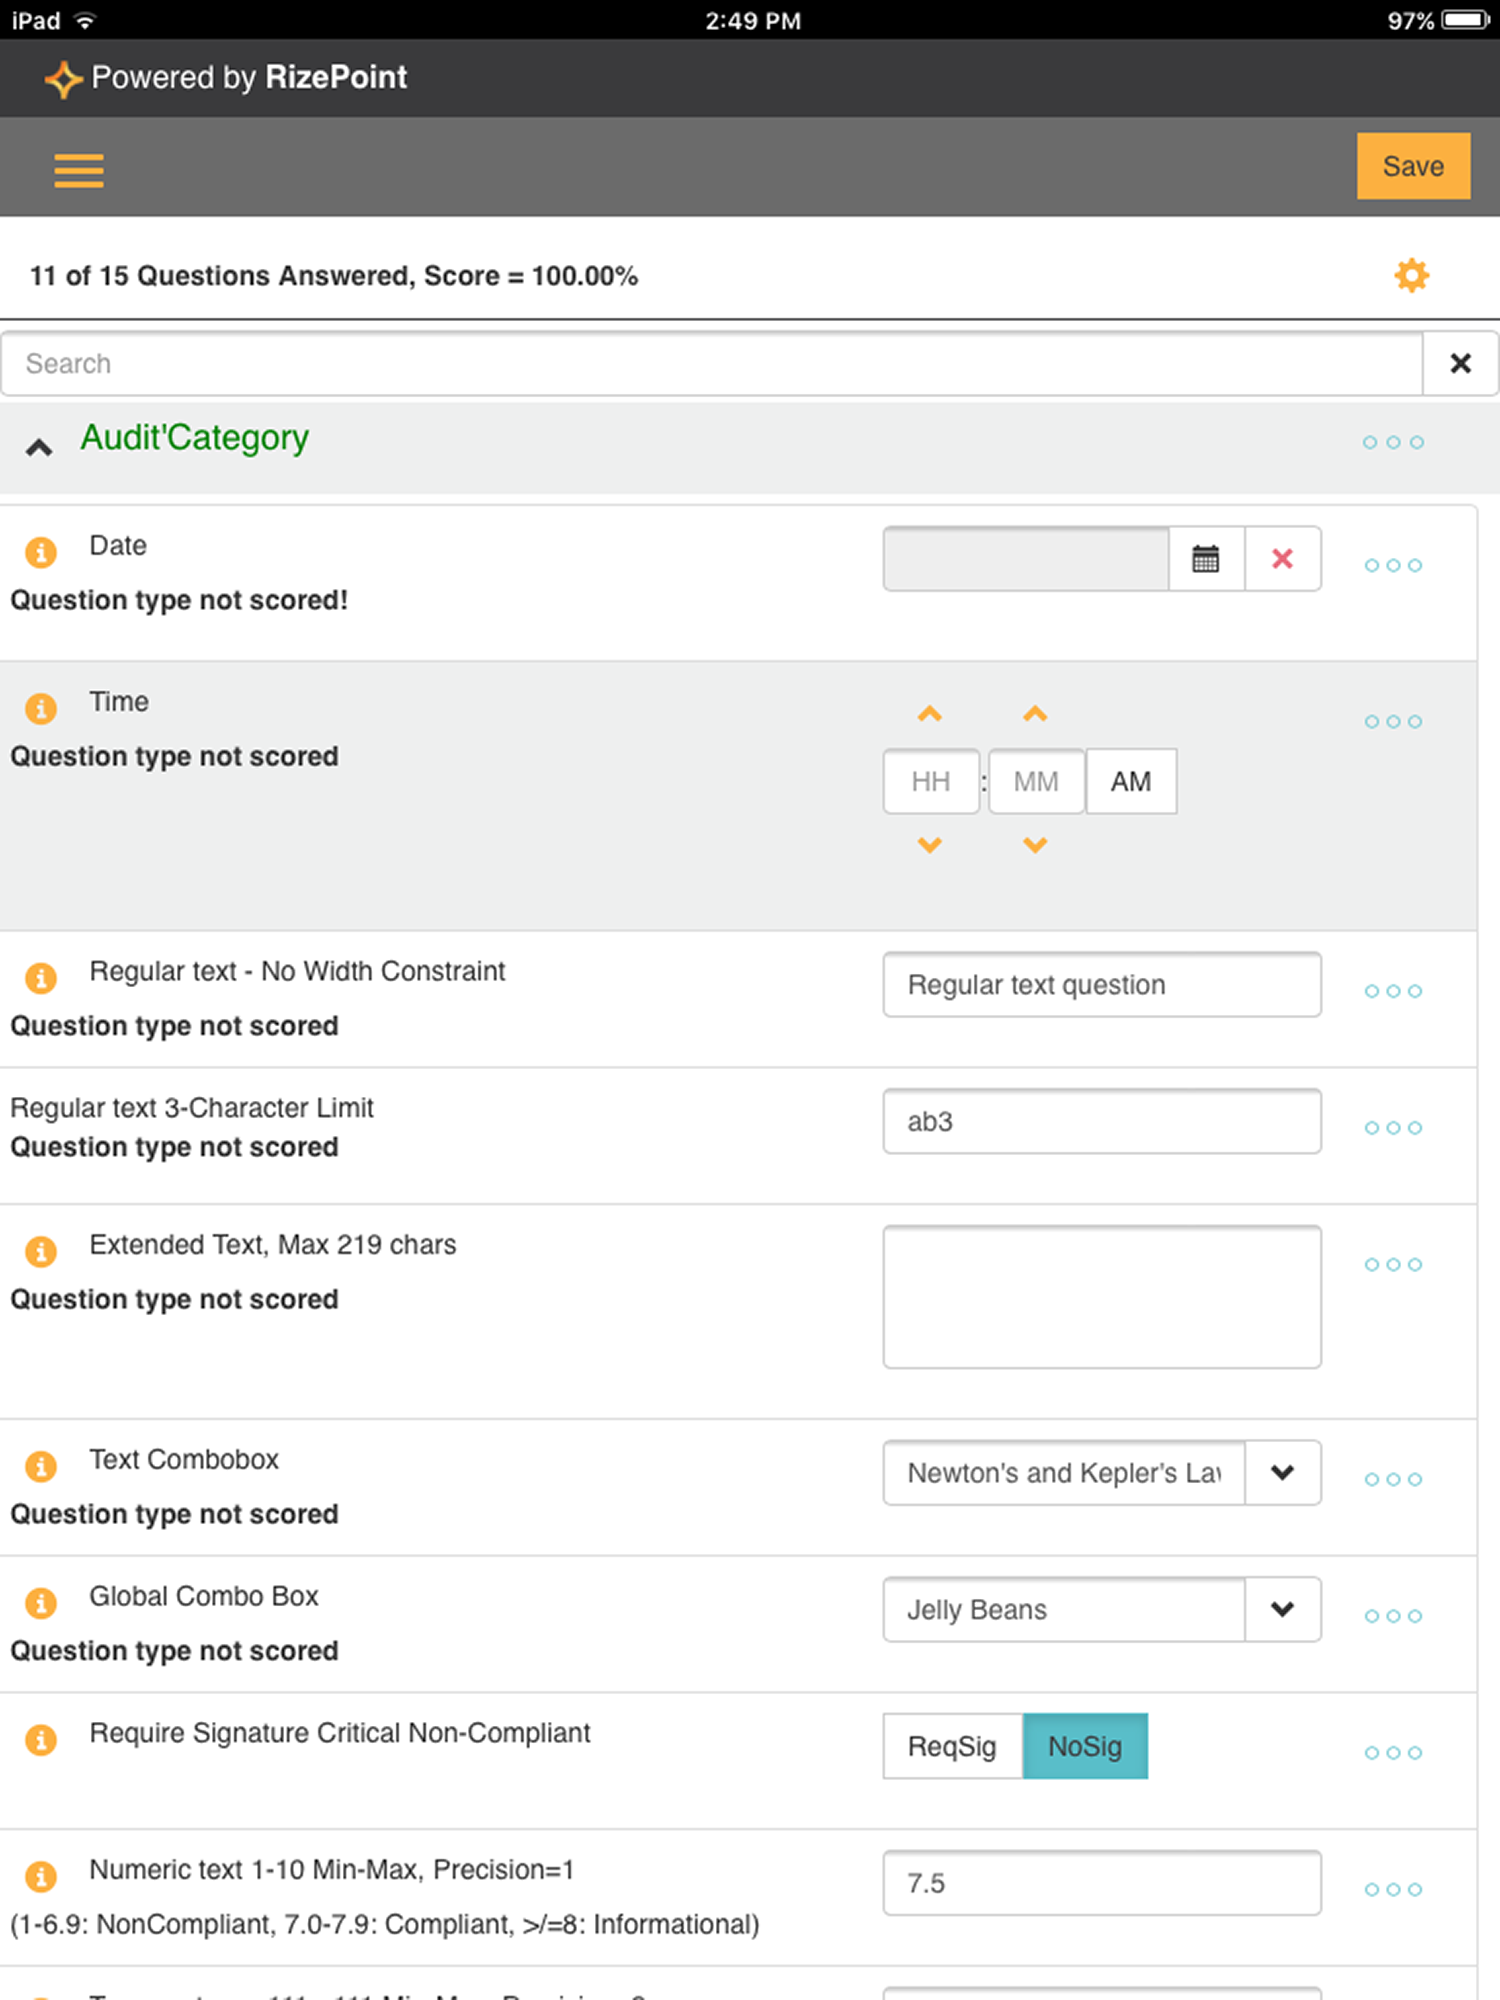 iPad 2:49 PM 97%
Powered by RizePoint
Save
11 of 15 Questions Answered, Score = 100.00%
Search
Audit'Category
Date
Question type not scored!
Time
Question type not scored
HH : MM AM
Regular text - No Width Constraint
Regular text question
Question type not scored
Regular text 3-Character Limit
ab3
Question type not scored
Extended Text, Max 219 chars
Question type not scored
Text Combobox
Newton's and Kepler's
Question type not scored
Global Combo Box
Jelly Beans
Question type not scored
Require Signature Critical Non-Compliant
ReqSig NoSig
Numeric text 1-10 Min-Max, Precision=1
7.5
(1-6.9: NonCompliant, 7.0-7.9: Compliant, >/=8: Informational)